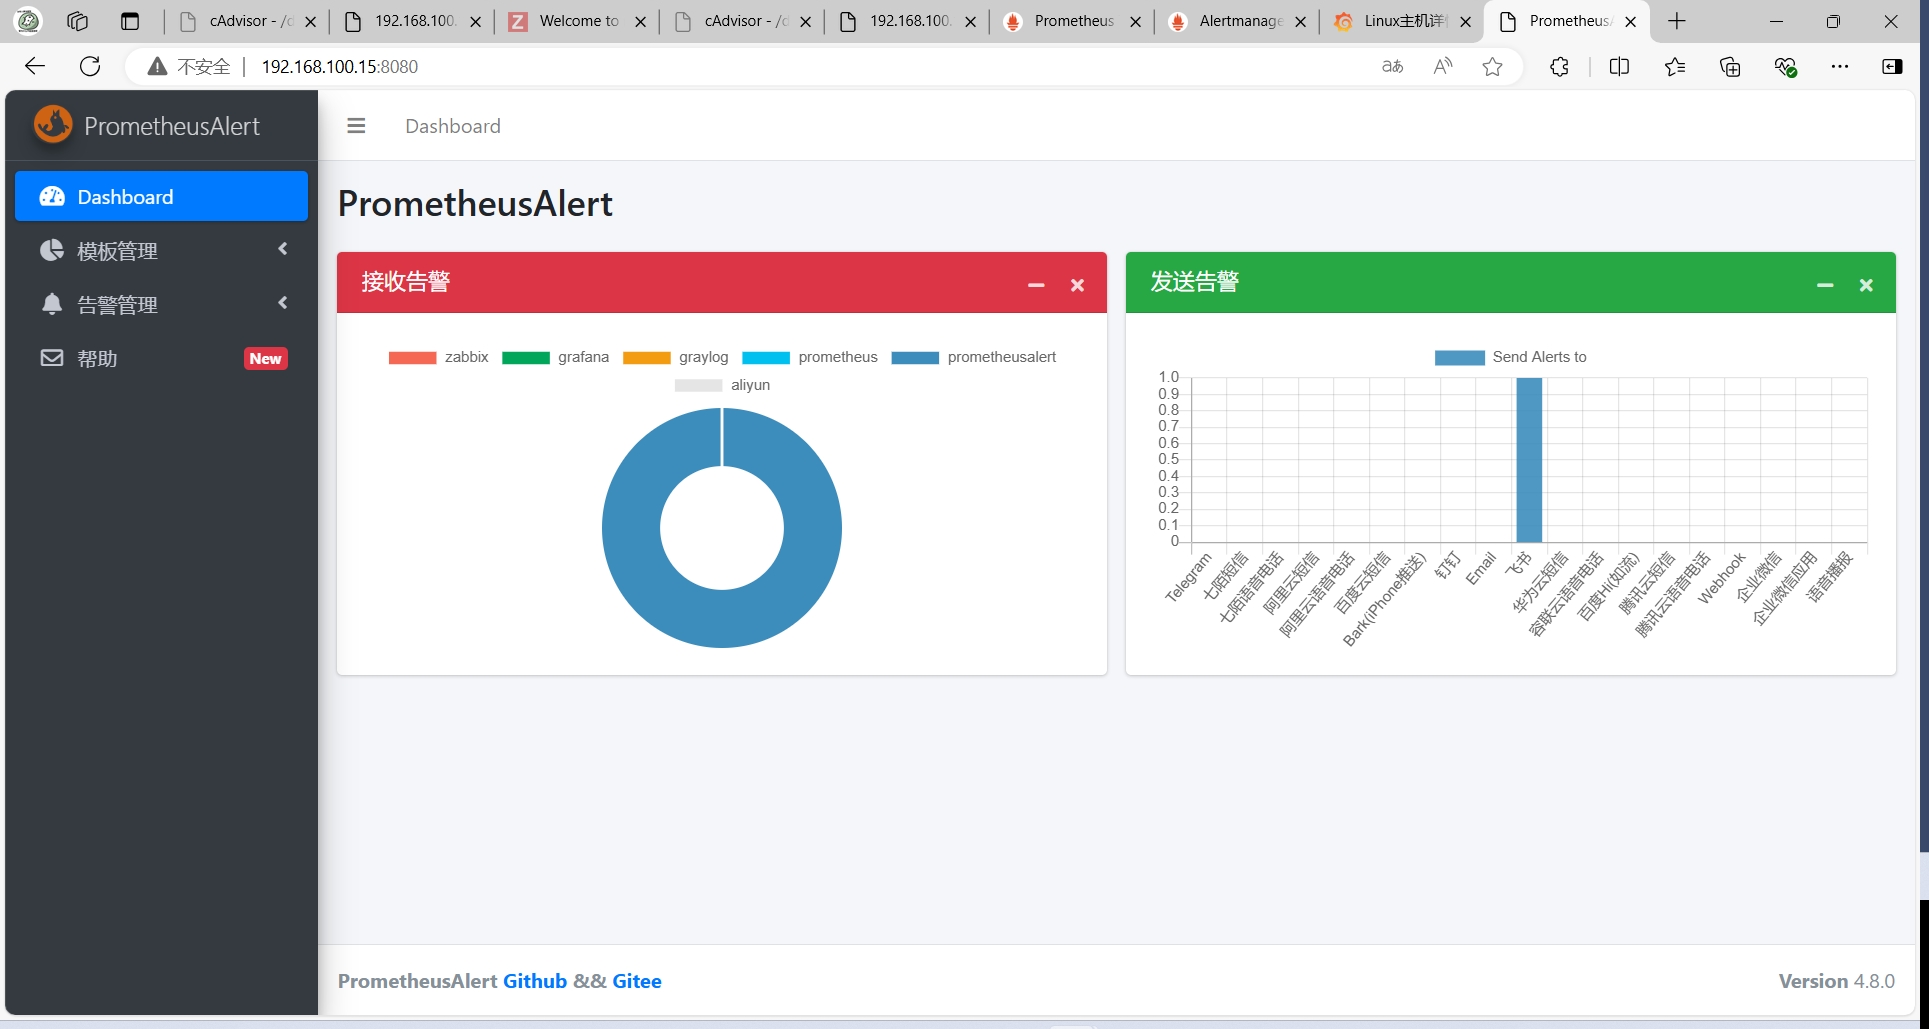 cAdvisor - /d
192.168.100.
Welcome to
cAdvisor - /d
192.168.100.
Prometheus
Alertmanage
Linux主机详
PrometheusA
不安全 192.168.100.15:8080
PrometheusAlert
Dashboard
Dashboard
模板管理
告警管理
帮助 New
PrometheusAlert
接收告警
zabbix grafana graylog prometheus prometheusalert
aliyun
发送告警
Send Alerts to
1.0
0.9
0.8
0.7
0.6
0.5
0.4
0.3
0.2
0.1
0
Telegram
七陌短信
七陌语音电话
阿里云短信
阿里云语音电话
百度云短信
Bark(iPhone推送)
钉钉
Email
飞书
华为云短信
容联云语音电话
百度Hi(如流)
腾讯云短信
腾讯云语音电话
Webhook
企业微信
企业微信应用
语音播报
PrometheusAlert Github && Gitee
Version 4.8.0